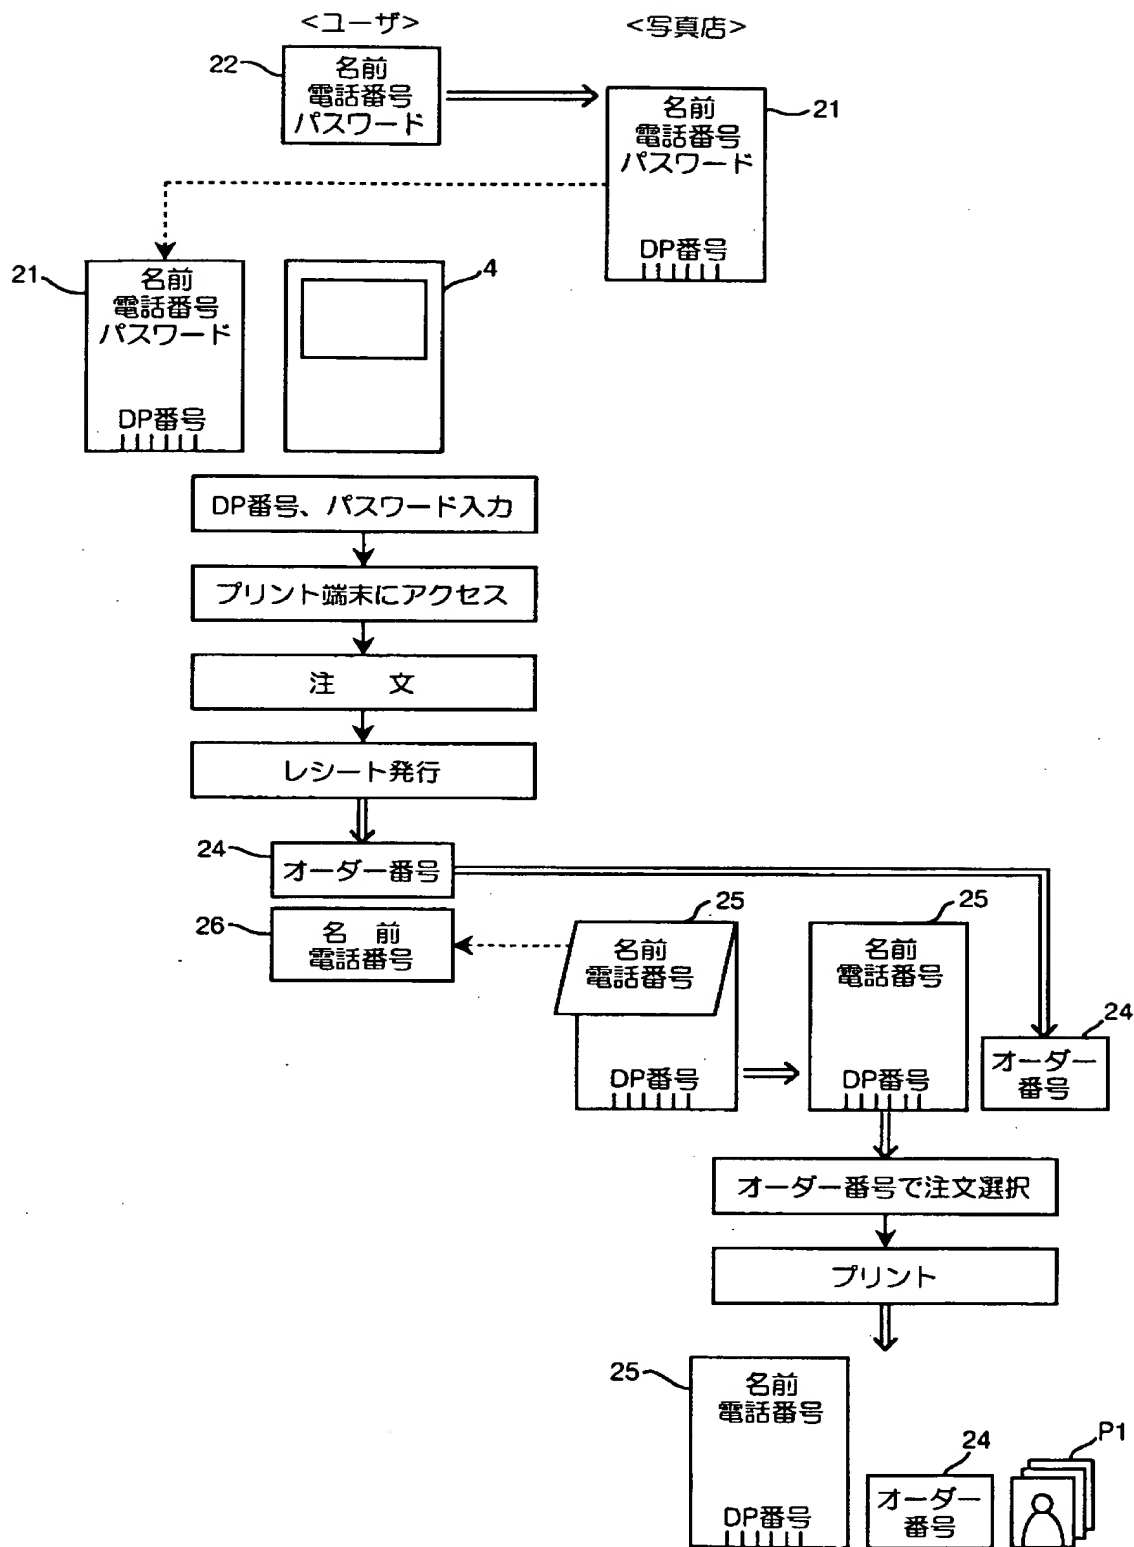 <ユーザ>
<写真店>
22
名前
電話番号
パスワード
名前
電話番号
パスワード
DP番号
21
21
名前
電話番号
パスワード
DP番号
4
DP番号、パスワード入力
プリント端末にアクセス
注 文
レシート発行
24
オーダー番号
26
名 前
電話番号
25
名前
電話番号
DP番号
25
名前
電話番号
DP番号
24
オーダー
番号
オーダー番号で注文選択
プリント
25
名前
電話番号
DP番号
24
オーダー
番号
P1